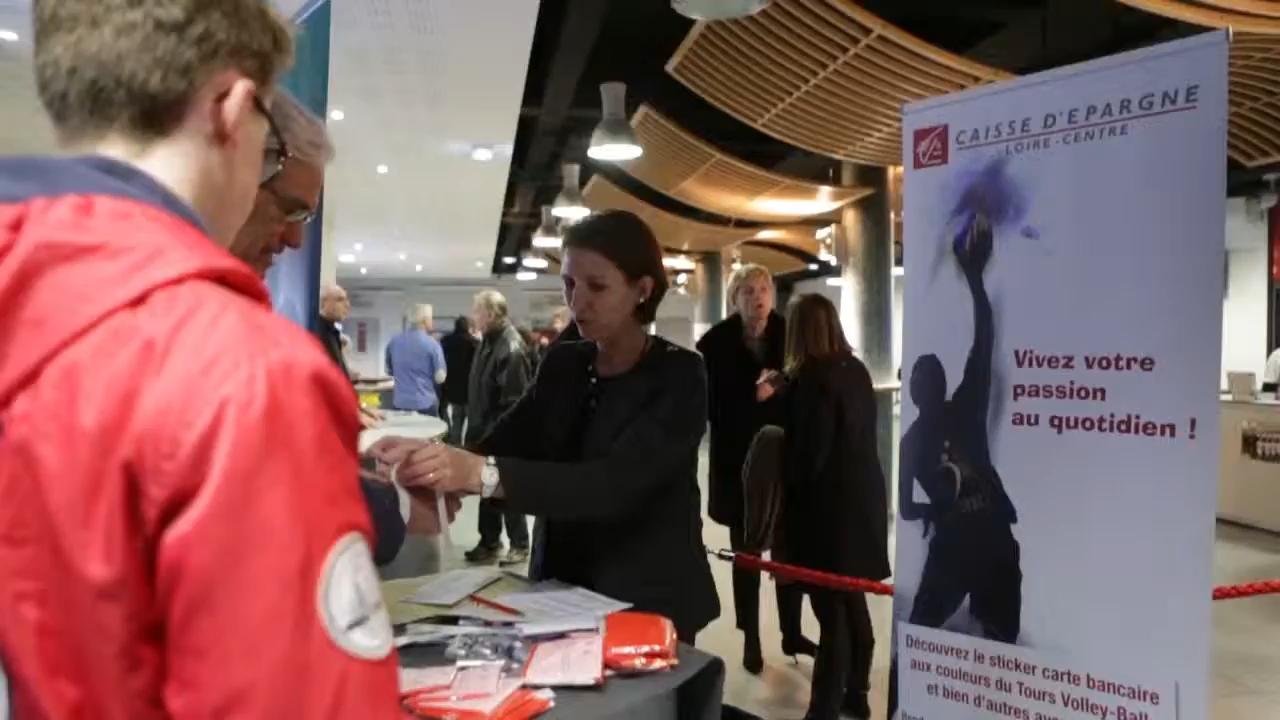 CAISSE D'EPARGNE
LOIRE-CENTRE
Vivez votre
passion
au quotidien !
Découvrez le sticker carte bancaire
aux couleurs du Tours Volley-Ball
et bien d'autres